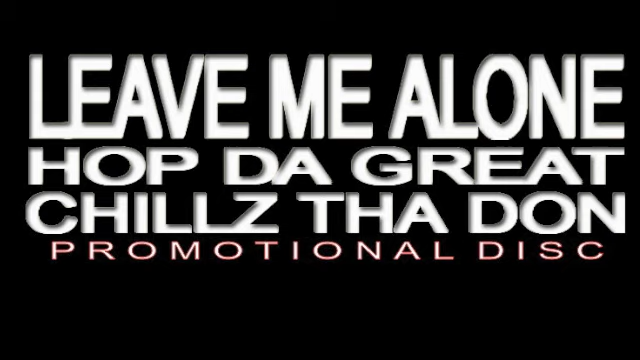 LEAVE ME ALONE
HOP DA GREAT
CHILLZ THA DON
PROMOTIONAL DISC